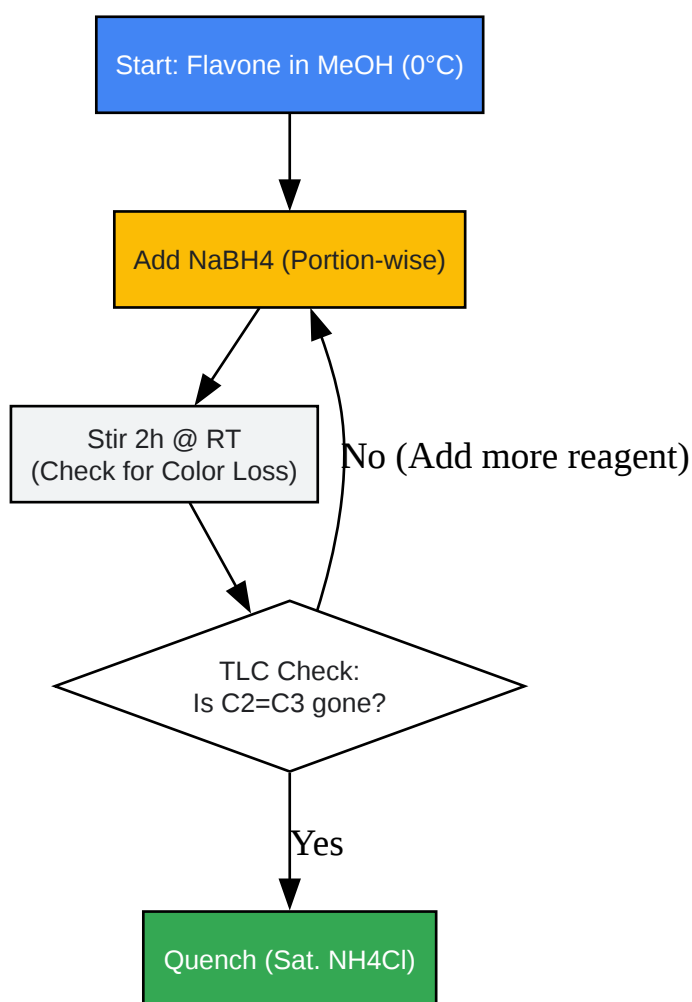 Start: Flavone in MeOH (0°C)
Add NaBH4 (Portion-wise)
Stir 2h @ RT
(Check for Color Loss)
No (Add more reagent)
TLC Check:
Is C2=C3 gone?
Yes
Quench (Sat. NH4Cl)